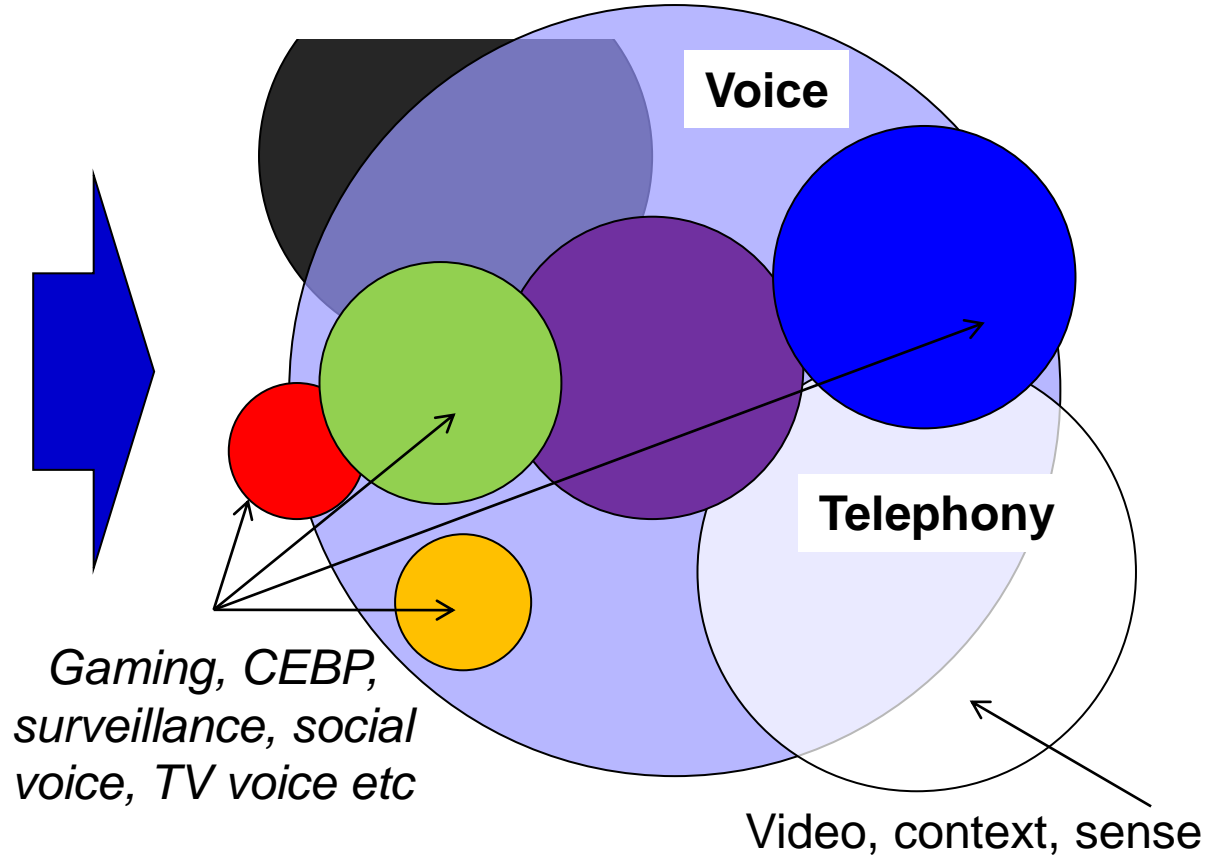 Voice
Telephony
Gaming, CEBP,
surveillance, social
voice, TV voice etc
Video, context, sense